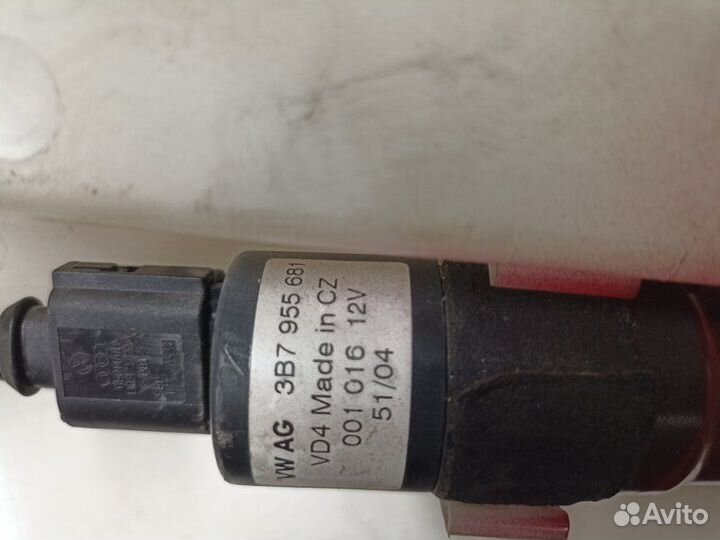 VW AG 3B7 955 681
VD4 Made in CZ
001 016 12V
51/04
Avito